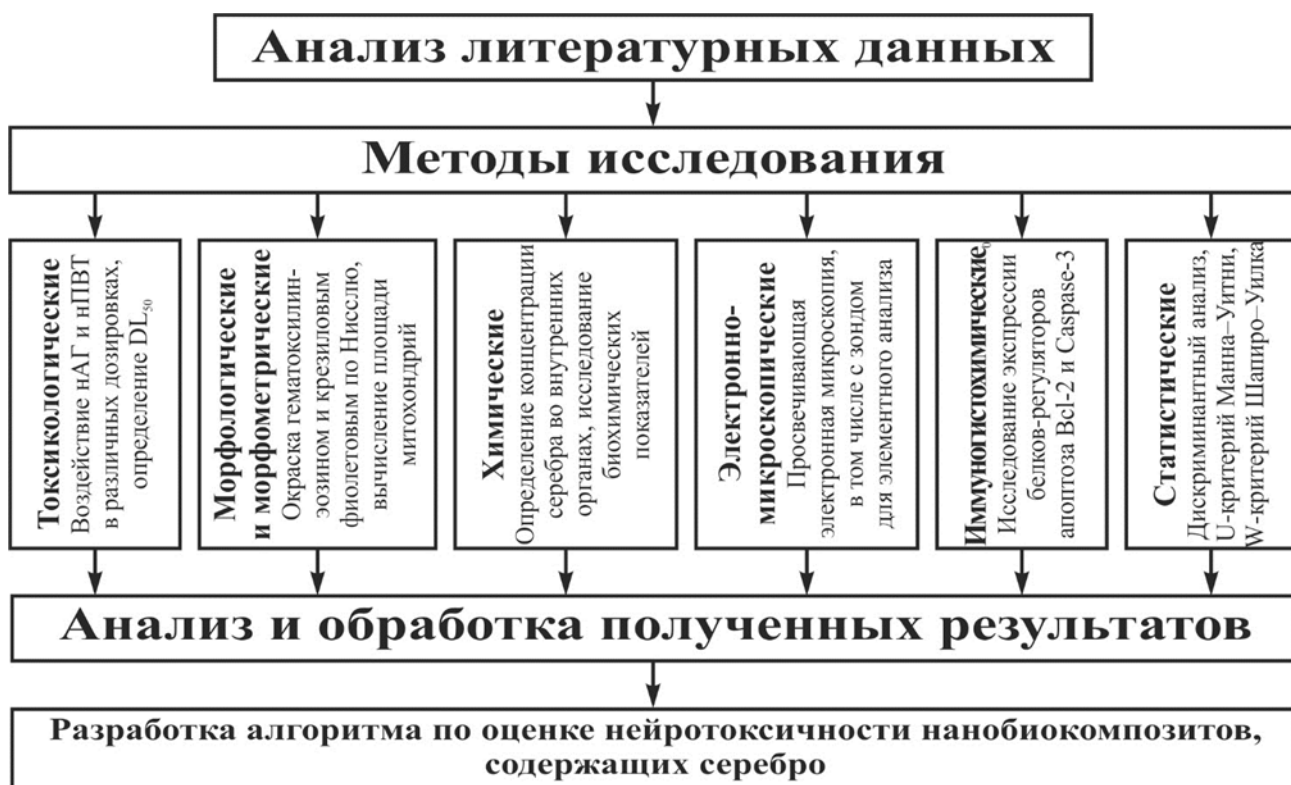 Анализ литературных данных
Методы исследования
Токсикологические
Воздействие нАГ и нПВТ
в различных дозировках,
определение DL₅₀
Морфологические
и морфометрические
Окраска гематоксилин-
эозином и крезиловым
фиолетовым по Нисслю,
вычисление площади
митохондрий
Химические
Определение концентрации
серебра во внутренних
органах, исследование
биохимических
показателей
Электронно-
микроскопические
Просвечивающая
электронная микроскопия,
в том числе с зондом
для элементного анализа
Иммуногистохимические
Исследование экспрессии
белков-регуляторов
апоптоза Bcl-2 и Caspase-3
Статистические
Дискриминантный анализ,
U-критерий Манна–Уитни,
W-критерий Шапиро–Уилка
Анализ и обработка полученных результатов
Разработка алгоритма по оценке нейротоксичности нанобиокомпозитов,
содержащих серебро